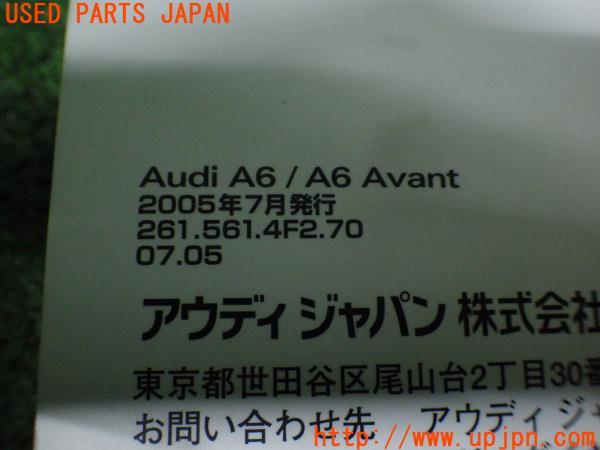 USED PARTS JAPAN
Audi A6 / A6 Avant
2005年7月発行
261.561.4F2.70
07.05
アウディ ジャパン 株式会社
東京都世田谷区尾山台2丁目30番
お問い合わせ先 アウディ ジャ
http://www.upjpn.com/